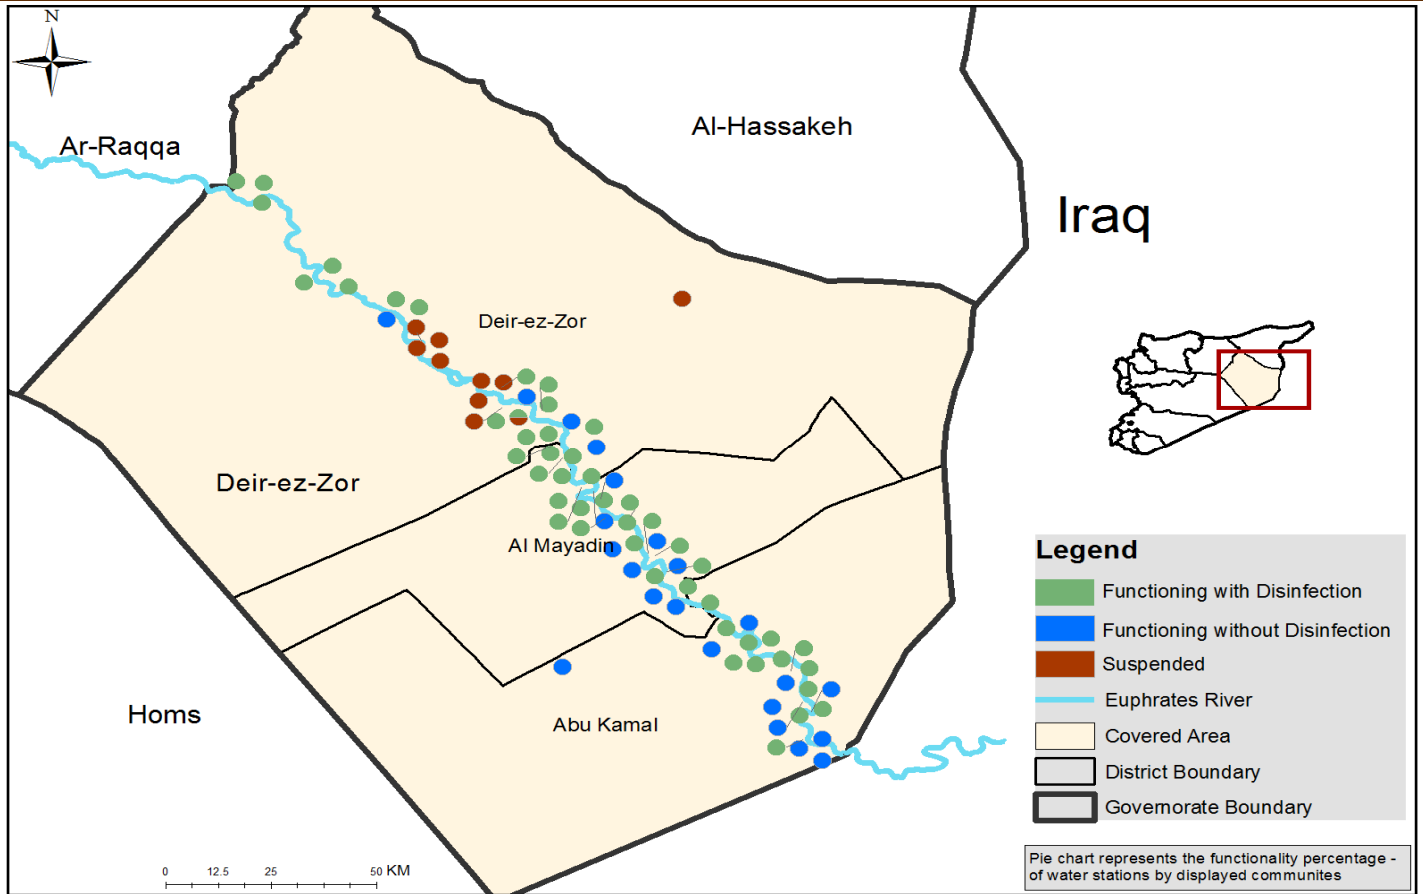 N
Ar-Raqqa
Al-Hassakeh
Iraq
Deir-ez-Zor
Deir-ez-Zor
Al Mayadin
Abu Kamal
Homs
0 12.5 25 50 KM
Legend
Functioning with Disinfection
Functioning without Disinfection
Suspended
Euphrates River
Covered Area
District Boundary
Governorate Boundary
Pie chart represents the functionality percentage -
of water stations by displayed communites